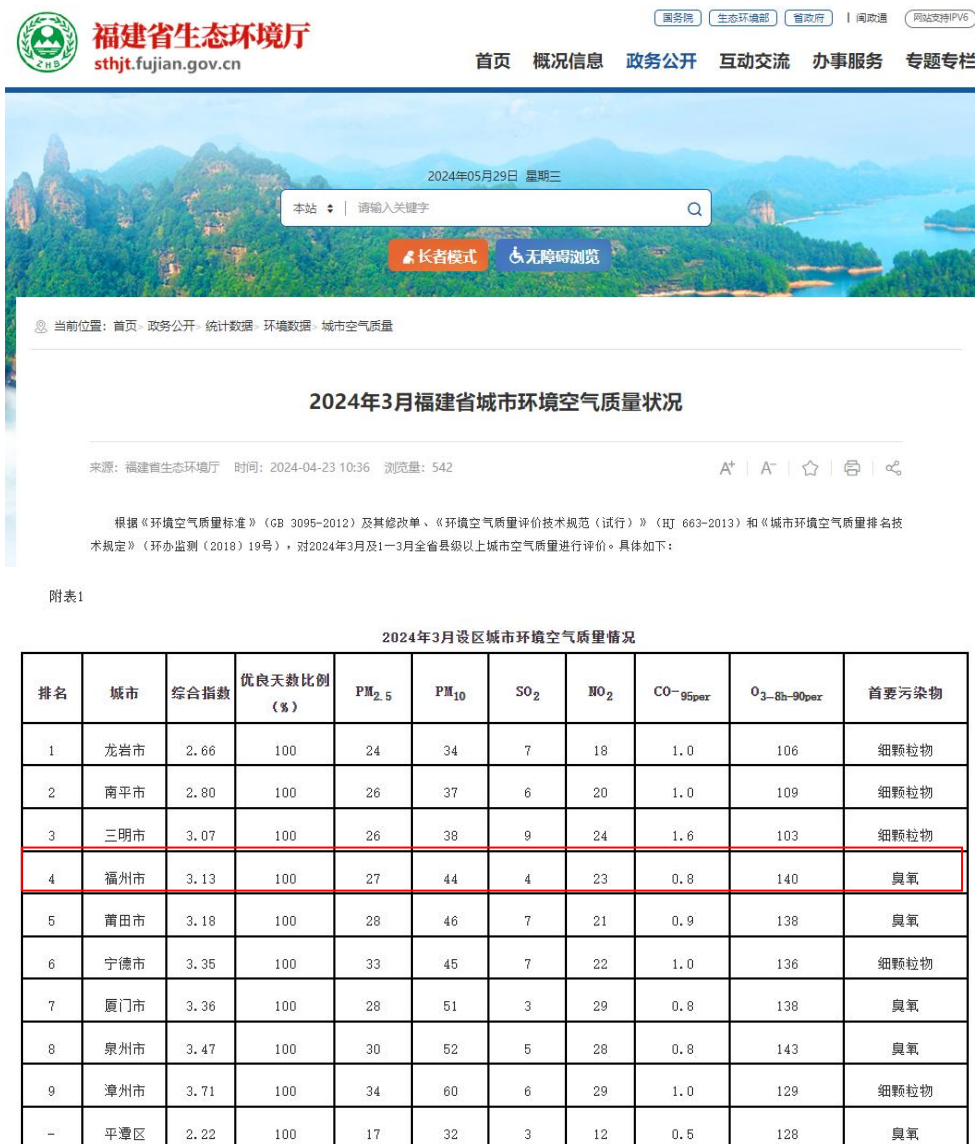 国务院 生态环境部 省政府 | 闽政通 网站支持IPV6
ZHB
福建省生态环境厅
sthjt.fujian.gov.cn
首页 概况信息 政务公开 互动交流 办事服务 专题专栏
2024年05月29日 星期三
本站 请输入关键字
长者模式 无障碍浏览
当前位置：首页> 政务公开> 统计数据> 环境数据> 城市空气质量
2024年3月福建省城市环境空气质量状况
来源：福建省生态环境厅 时间：2024-04-23 10:36 浏览量：542 A+ | A-
根据《环境空气质量标准》（GB 3095-2012）及其修改单、《环境空气质量评价技术规范（试行）》（HJ 663-2013）和《城市环境空气质量排名技
术规定》（环办监测（2018）19号），对2024年3月及1—3月全省县级以上城市空气质量进行评价。具体如下：
附表1
2024年3月设区城市环境空气质量情况
排名 城市 综合指数 优良天数比例（%） PM2.5 PM10 SO2 NO2 CO-95per O3-8h-90per 首要污染物
1 龙岩市 2.66 100 24 34 7 18 1.0 106 细颗粒物
2 南平市 2.80 100 26 37 6 20 1.0 109 细颗粒物
3 三明市 3.07 100 26 38 9 24 1.6 103 细颗粒物
4 福州市 3.13 100 27 44 4 23 0.8 140 臭氧
5 莆田市 3.18 100 28 46 7 21 0.9 138 臭氧
6 宁德市 3.35 100 33 45 7 22 1.0 136 细颗粒物
7 厦门市 3.36 100 28 51 3 29 0.8 138 臭氧
8 泉州市 3.47 100 30 52 5 28 0.8 143 臭氧
9 漳州市 3.71 100 34 60 6 29 1.0 129 细颗粒物
- 平潭区 2.22 100 17 32 3 12 0.5 128 臭氧